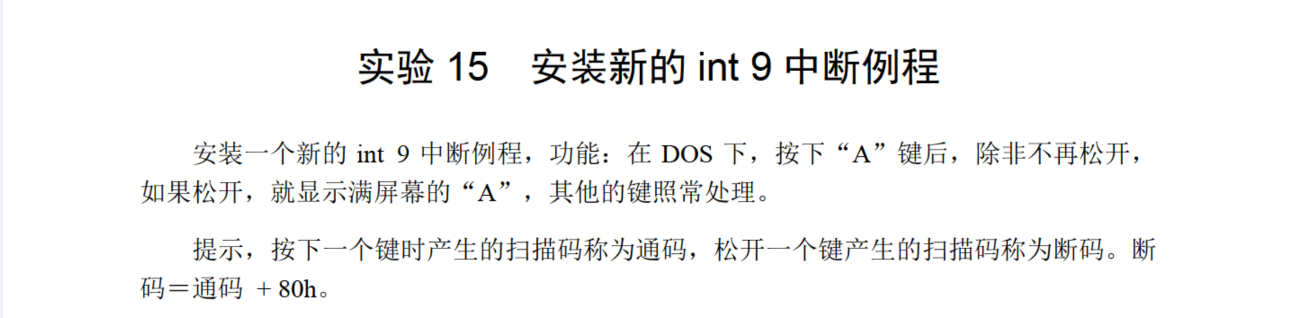 实验 15 安装新的 int 9 中断例程
安装一个新的 int 9 中断例程，功能：在 DOS 下，按下“A”键后，除非不再松开，
如果松开，就显示满屏幕的“A”，其他的键照常处理。
提示，按下一个键时产生的扫描码称为通码，松开一个键产生的扫描码称为断码。断
码＝通码 + 80h。